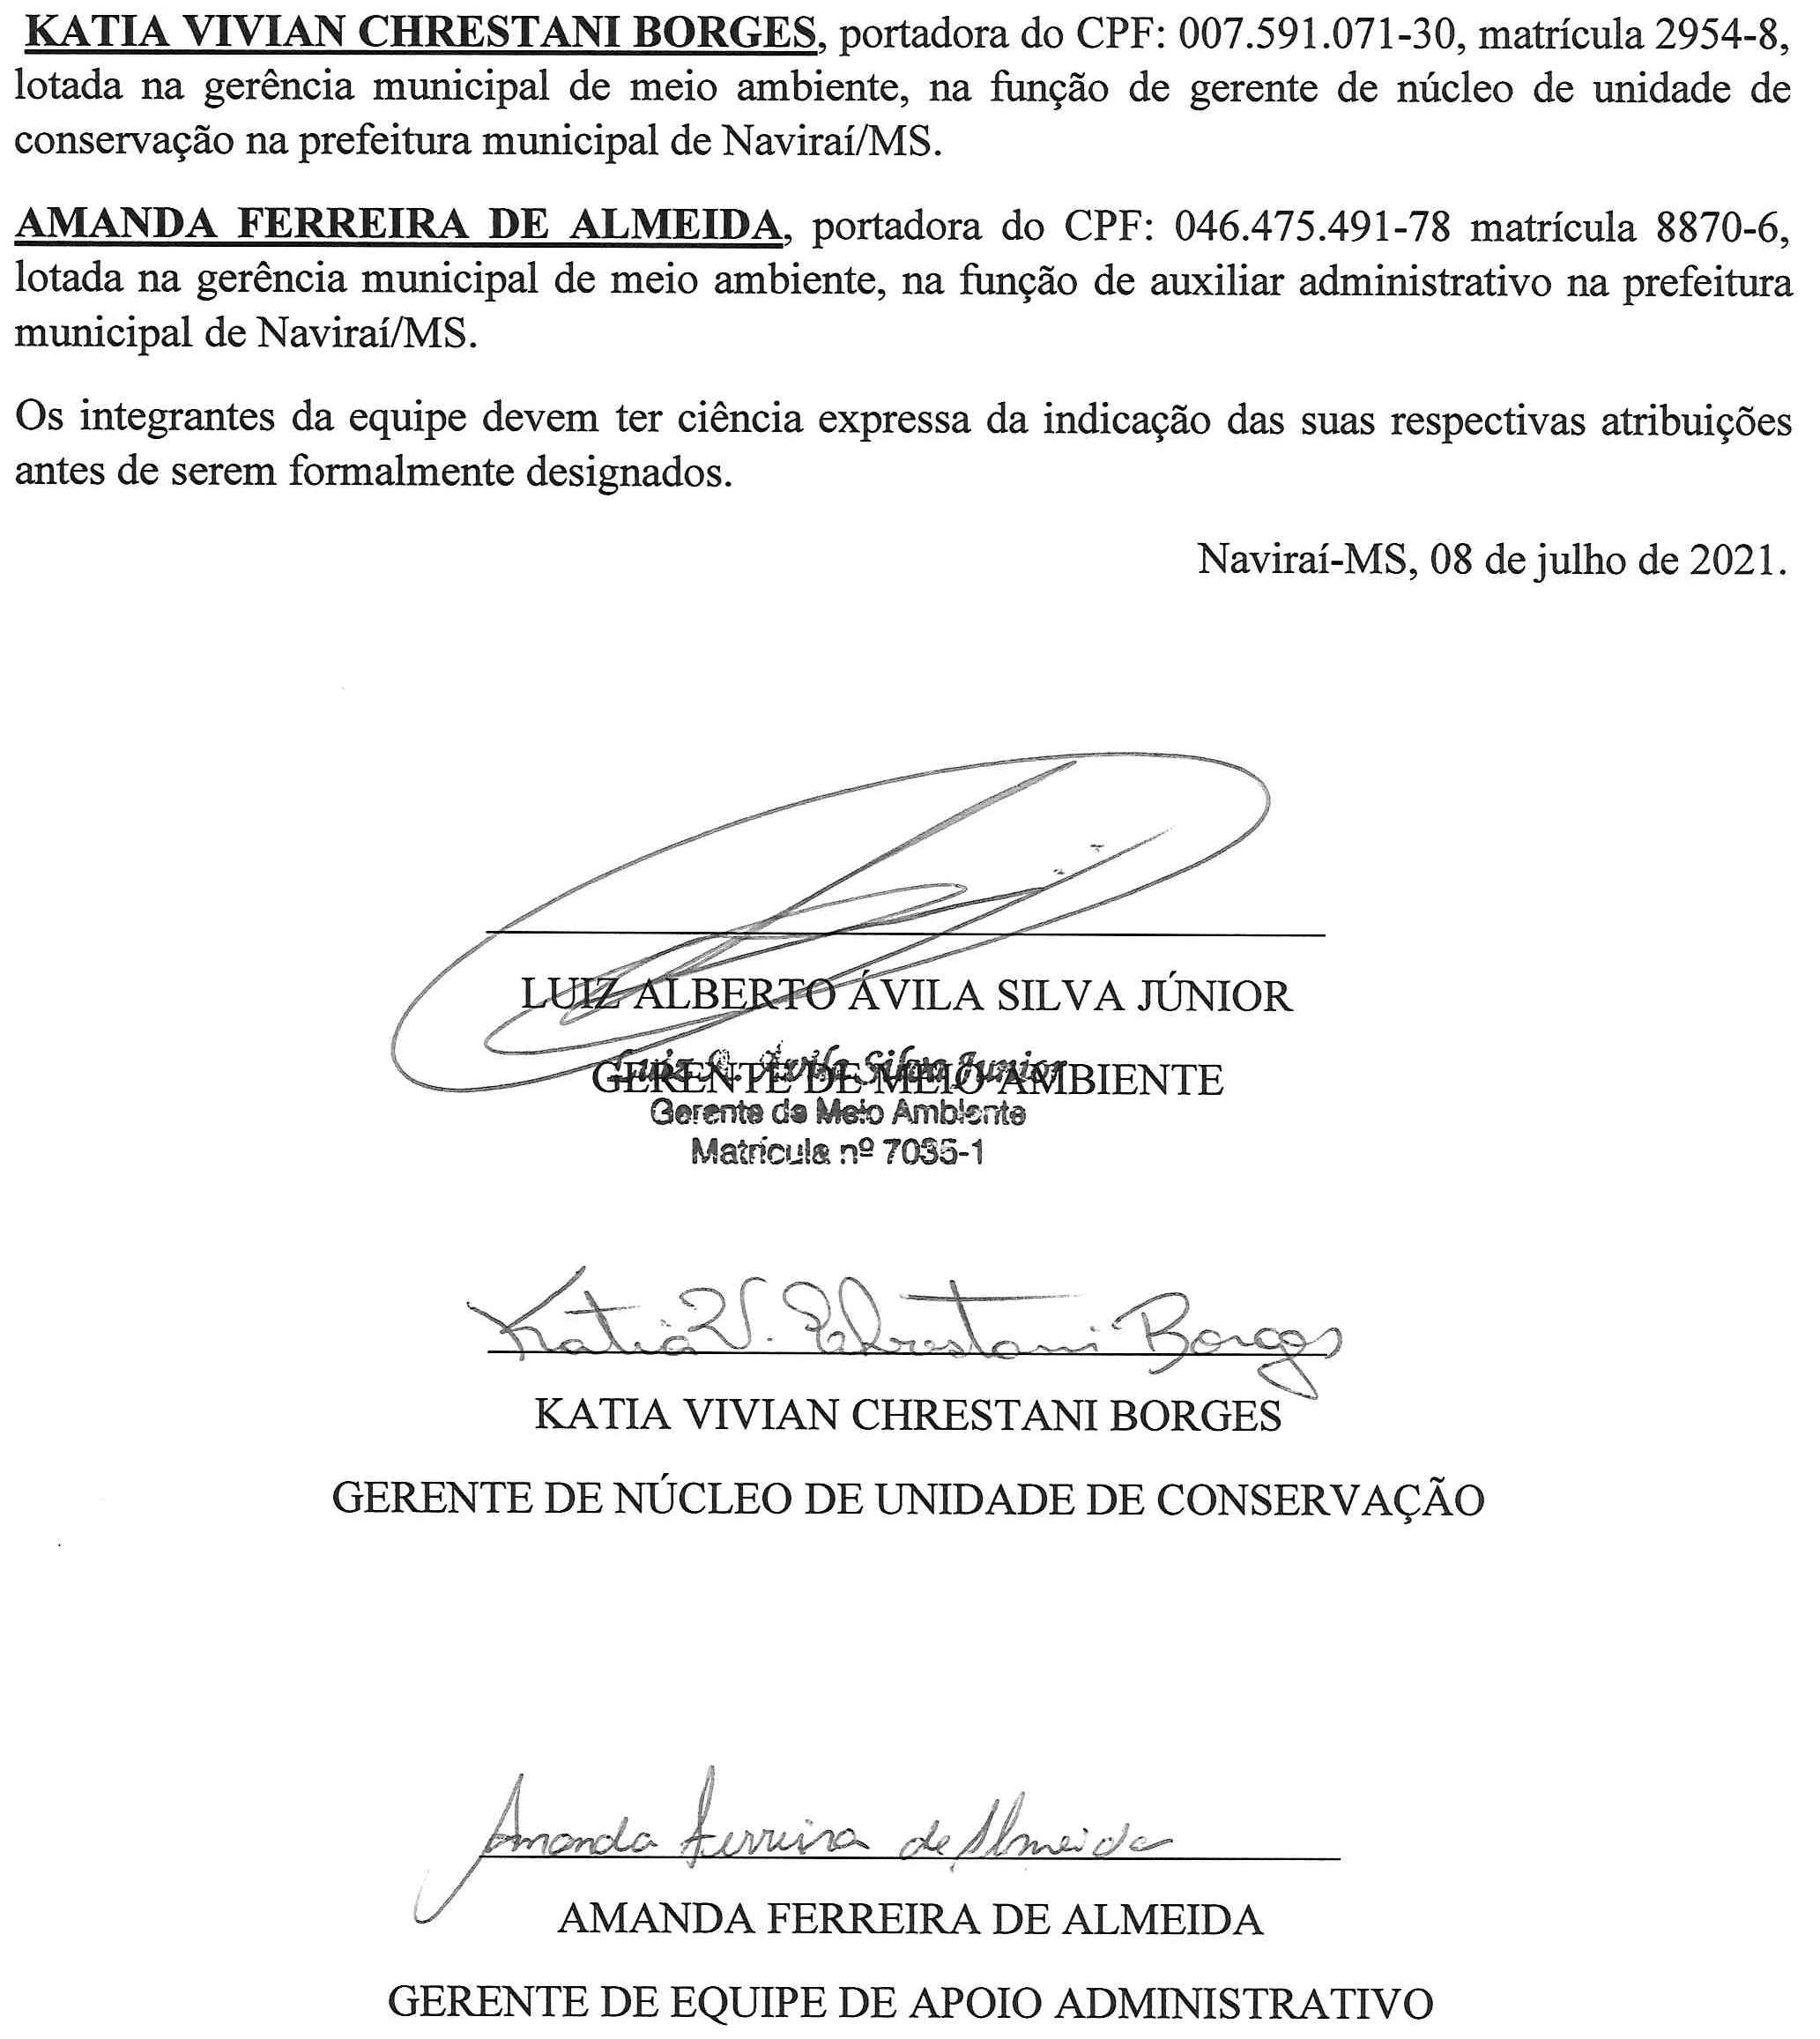 KATIA VIVIAN CHRESTANI BORGES, portadora do CPF: 007.591.071-30, matrícula 2954-8,
lotada na gerência municipal de meio ambiente, na função de gerente de núcleo de unidade de
conservação na prefeitura municipal de Naviraí/MS.
AMANDA FERREIRA DE ALMEIDA, portadora do CPF: 046.475.491-78 matrícula 8870-6,
lotada na gerência municipal de meio ambiente, na função de auxiliar administrativo na prefeitura
municipal de Naviraí/MS.
Os integrantes da equipe devem ter ciência expressa da indicação das suas respectivas atribuições
antes de serem formalmente designados.
Naviraí-MS, 08 de julho de 2021.
LUIZ ALBERTO ÁVILA SILVA JÚNIOR
Luiz A. Ávila Silva Junior
GERENTE DE MEIO AMBIENTE
Gerente de Meio Ambiente
Matrícula nº 7035-1
Katia V. Chrestani Borges
KATIA VIVIAN CHRESTANI BORGES
GERENTE DE NÚCLEO DE UNIDADE DE CONSERVAÇÃO
Amanda Ferreira de Almeida
AMANDA FERREIRA DE ALMEIDA
GERENTE DE EQUIPE DE APOIO ADMINISTRATIVO